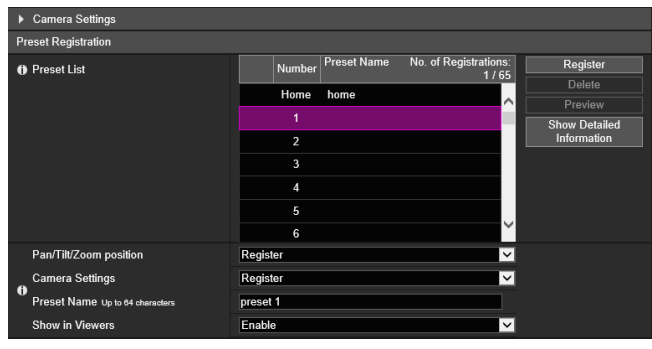 Camera Settings
Preset Registration
Preset List
Number Preset Name No. of Registrations:
1 / 65
Home home
1
2
3
4
5
6
Register
Delete
Preview
Show Detailed
Information
Pan/Tilt/Zoom position Register
Camera Settings Register
Preset Name Up to 64 characters preset 1
Show in Viewers Enable